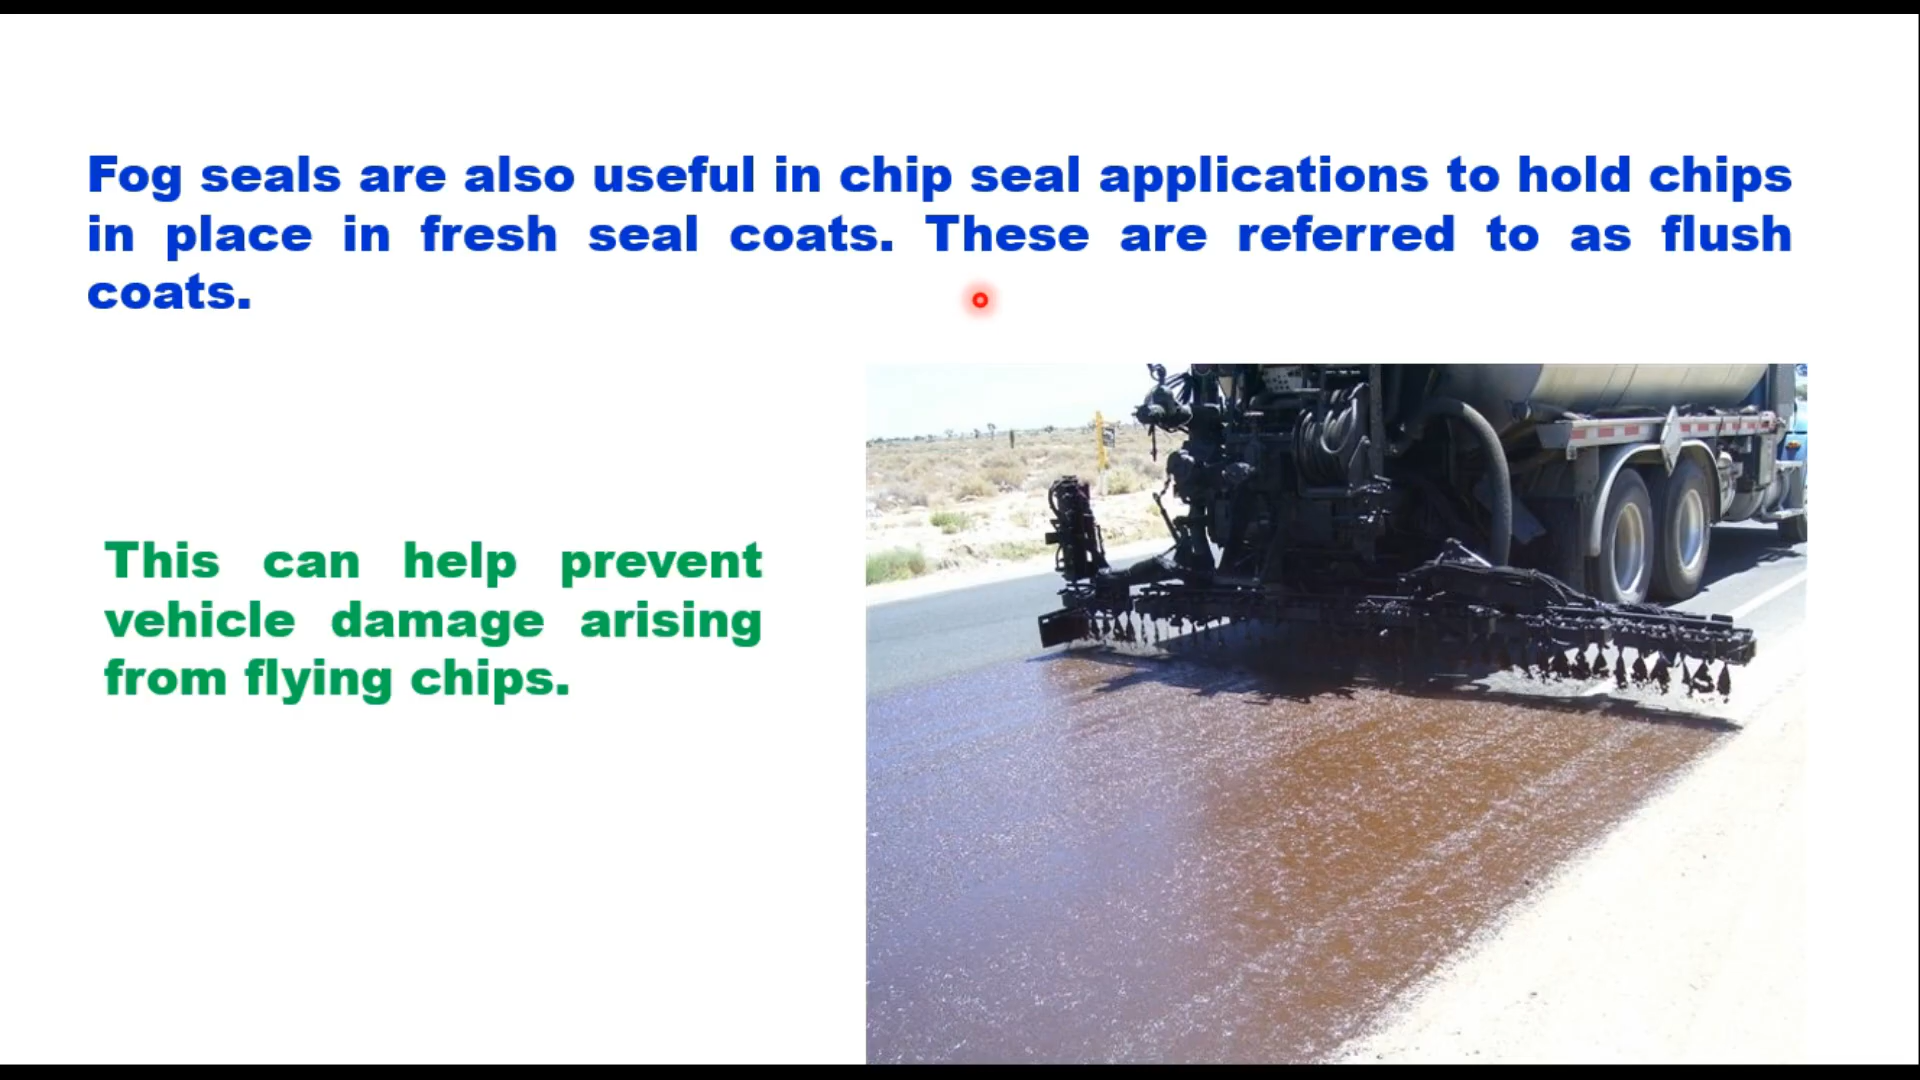 Fog seals are also useful in chip seal applications to hold chips
in place in fresh seal coats. These are referred to as flush
coats.
This can help prevent
vehicle damage arising
from flying chips.